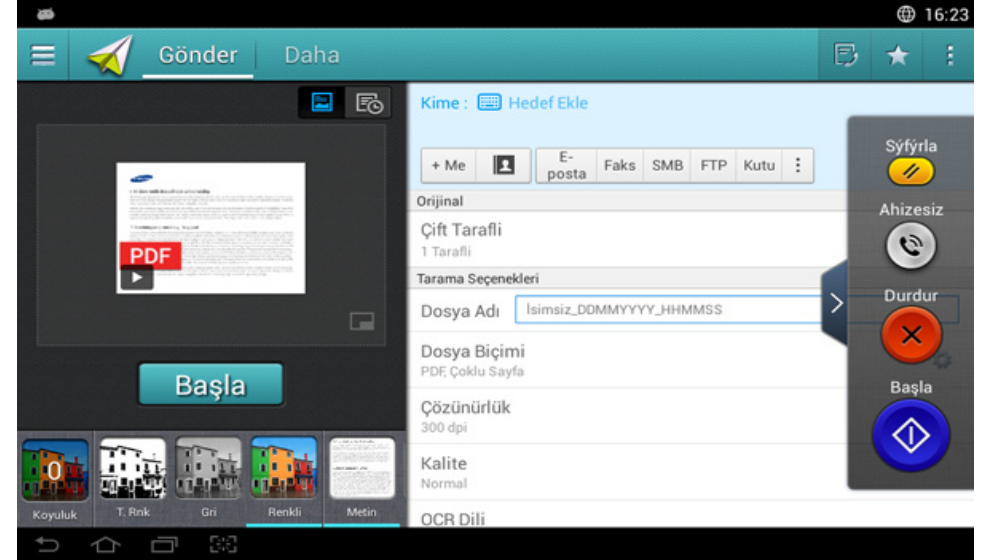 16:23
Gönder
Daha
Kime : Hedef Ekle
+ Me
E-posta
Faks
SMB
FTP
Kutu
Orijinal
Çift Tarafli
1 Tarafli
Tarama Seçenekleri
Dosya Adı
İsimsiz_DDMMYYYY_HHMMSS
Dosya Biçimi
PDF, Çoklu Sayfa
Çözünürlük
300 dpi
Kalite
Normal
OCR Dili
Sýfýrla
Ahizesiz
Durdur
Başla
PDF
Başla
0
Koyuluk
T. Rnk
Gri
Renkli
Metin